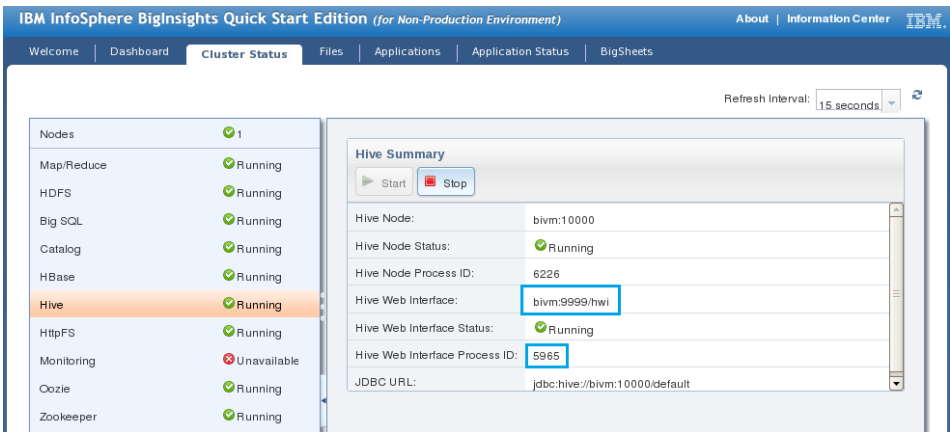 IBM InfoSphere BigInsights Quick Start Edition (for Non-Production Environment) About | Information Center IBM.
Welcome Dashboard Cluster Status Files Applications Application Status BigSheets
Refresh Interval: 15 seconds
Nodes 1
Map/Reduce Running
HDFS Running
Big SQL Running
Catalog Running
HBase Running
Hive Running
HttpFS Running
Monitoring Unavailable
Oozie Running
Zookeeper Running
Hive Summary
Start Stop
Hive Node: bivm:10000
Hive Node Status: Running
Hive Node Process ID: 6226
Hive Web Interface: bivm:9999/hwi
Hive Web Interface Status: Running
Hive Web Interface Process ID: 5965
JDBC URL: jdbc:hive://bivm:10000/default